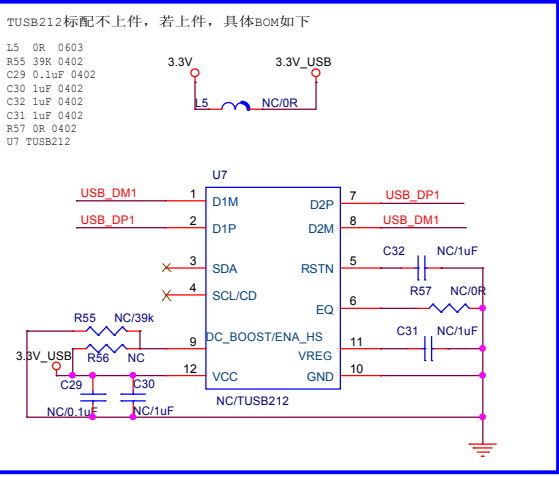 TUSB212标配不上件，若上件，具体BOM如下
L5 0R 0603
R55 39K 0402
C29 0.1uF 0402
C30 1uF 0402
C32 1uF 0402
C31 1uF 0402
R57 0R 0402
U7 TUSB212
3.3V 3.3V_USB
L5 NC/0R
U7
USB_DM1 1 D1M D2P 7 USB_DP1
USB_DP1 2 D1P D2M 8 USB_DM1
3 SDA RSTN 5 C32 NC/1uF
4 SCL/CD EQ 6 R57 NC/0R
R55 NC/39k
9 DC_BOOST/ENA_HS
VREG 11 C31 NC/1uF
3.3V_USB R56 NC
12 VCC GND 10
C29 C30
NC/0.1uF NC/1uF
NC/TUSB212